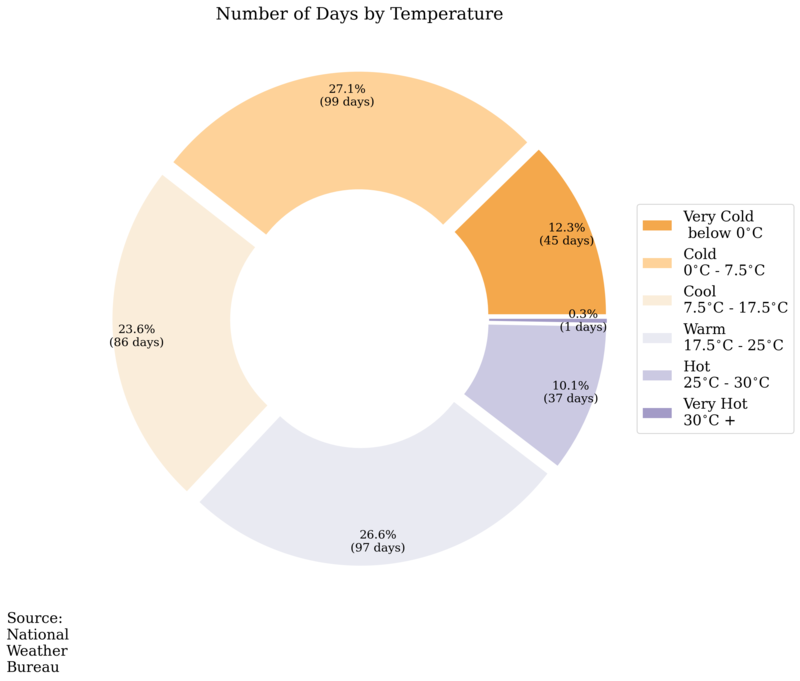 Number of Days by Temperature
27.1%
(99 days)
12.3%
(45 days)
23.6%
(86 days)
0.3%
(1 days)
10.1%
(37 days)
26.6%
(97 days)
Very Cold
below 0°C
Cold
0°C - 7.5°C
Cool
7.5°C - 17.5°C
Warm
17.5°C - 25°C
Hot
25°C - 30°C
Very Hot
30°C +
Source:
National
Weather
Bureau